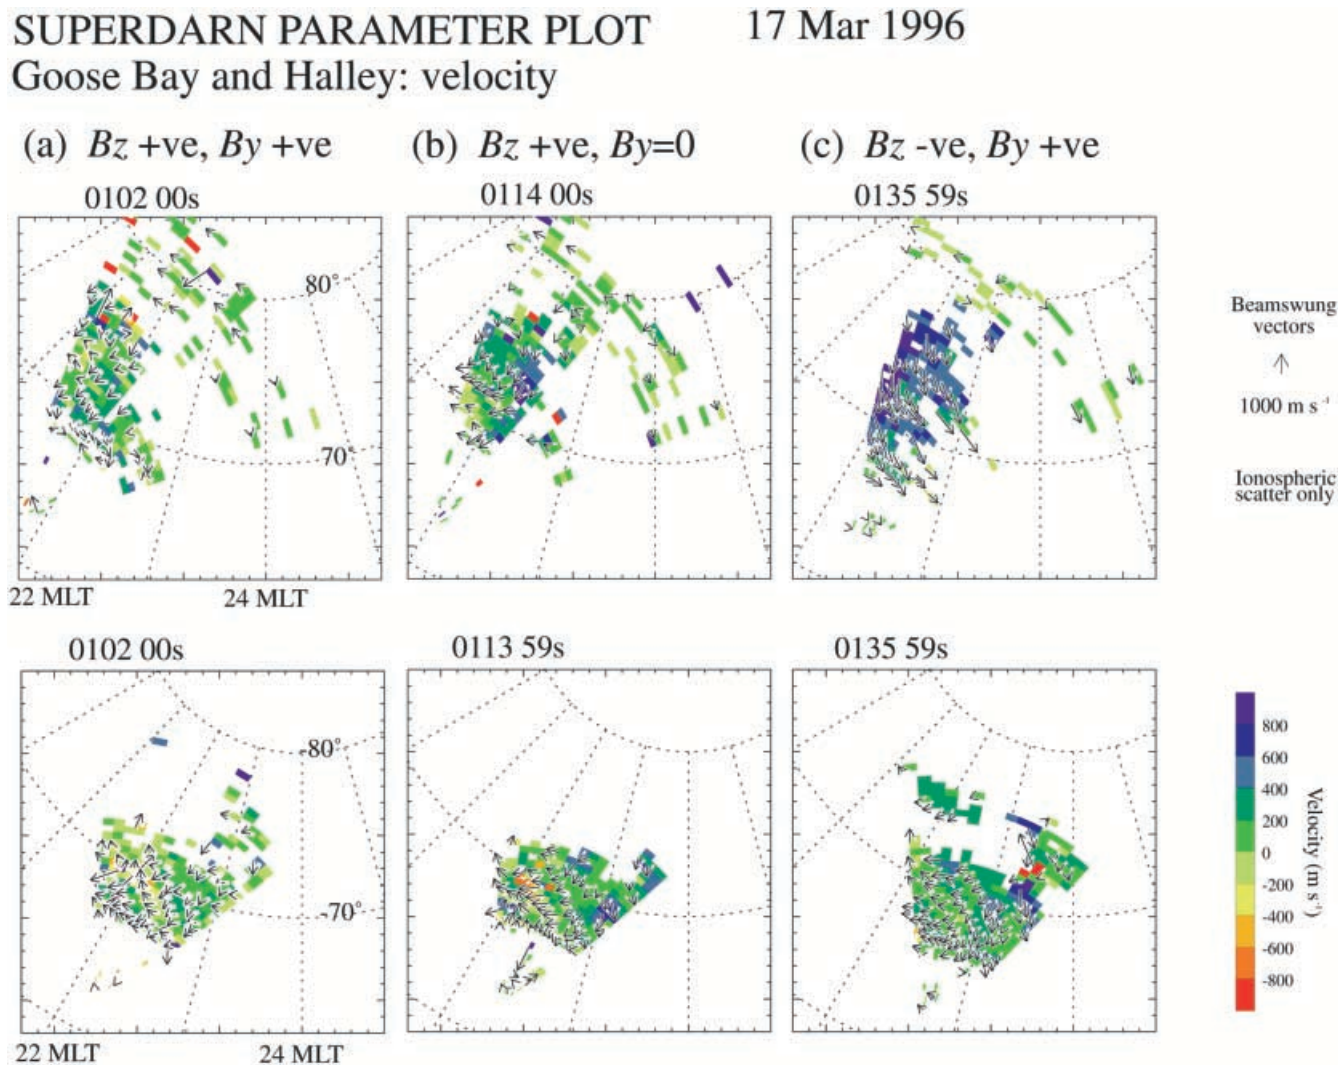 SUPERDARN PARAMETER PLOT 17 Mar 1996
Goose Bay and Halley: velocity
(a) Bz +ve, By +ve (b) Bz +ve, By=0 (c) Bz -ve, By +ve
0102 00s 0114 00s 0135 59s
80°
70°
22 MLT 24 MLT
Beamswung
vectors
1000 m s⁻¹
Ionospheric
scatter only
0102 00s 0113 59s 0135 59s
-80°
-70°
22 MLT 24 MLT
800
600
400
200
0
-200
-400
-600
-800
Velocity (m s⁻¹)